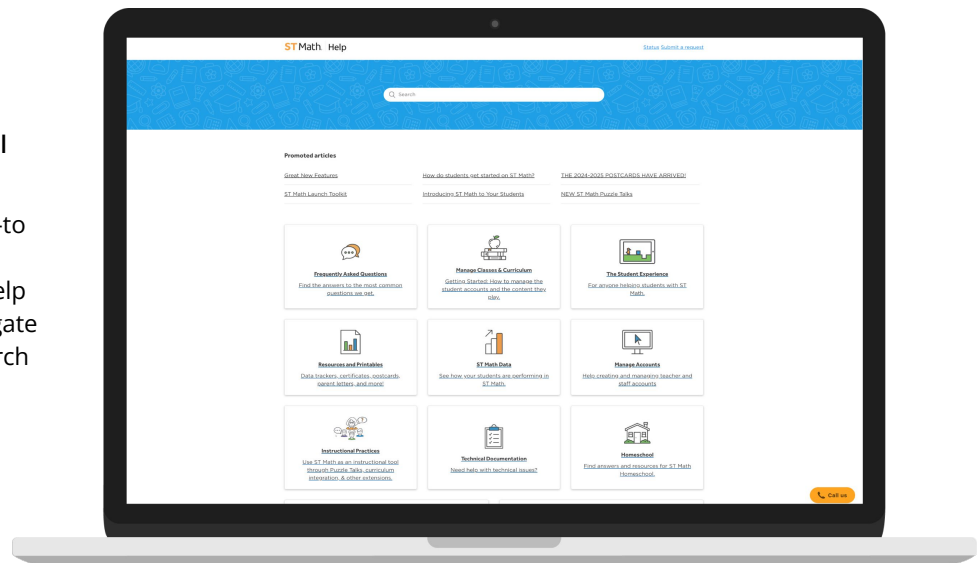 l
-to
elp
gate
rch
ST Math. Help
Status Submit a request
Search
Promoted articles
Great New Features
How do students get started on ST Math?
THE 2024-2025 POSTCARDS HAVE ARRIVED!
ST Math Launch Toolkit
Introducing ST Math to Your Students
NEW ST Math Puzzle Talks
Frequently Asked Questions
Find the answers to the most common
questions we get.
Manage Classes & Curriculum
Getting Started: How to manage the
student accounts and the content they
play.
The Student Experience
For anyone helping students with ST
Math.
Resources and Printables
Data trackers, certificates, postcards,
parent letters, and more!
ST Math Data
See how your students are performing in
ST Math.
Manage Accounts
Help creating and managing teacher and
staff accounts
Instructional Practices
Use ST Math as an instructional tool
through Puzzle Talks, curriculum
integration, & other extensions.
Technical Documentation
Need help with technical issues?
Homeschool
Find answers and resources for ST Math
Homeschool.
Call us